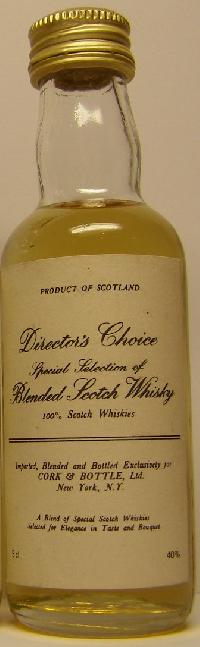 PRODUCT OF SCOTLAND
Director's Choice
Special Selection of
Blended Scotch Whisky
100% Scotch Whiskies
Imported, Blended and Bottled Exclusively for
CORK & BOTTLE, Ltd.
New York, N.Y.
A Blend of Special Scotch Whiskies
Selected for Elegance in Taste and Bouquet
5 cl 40%